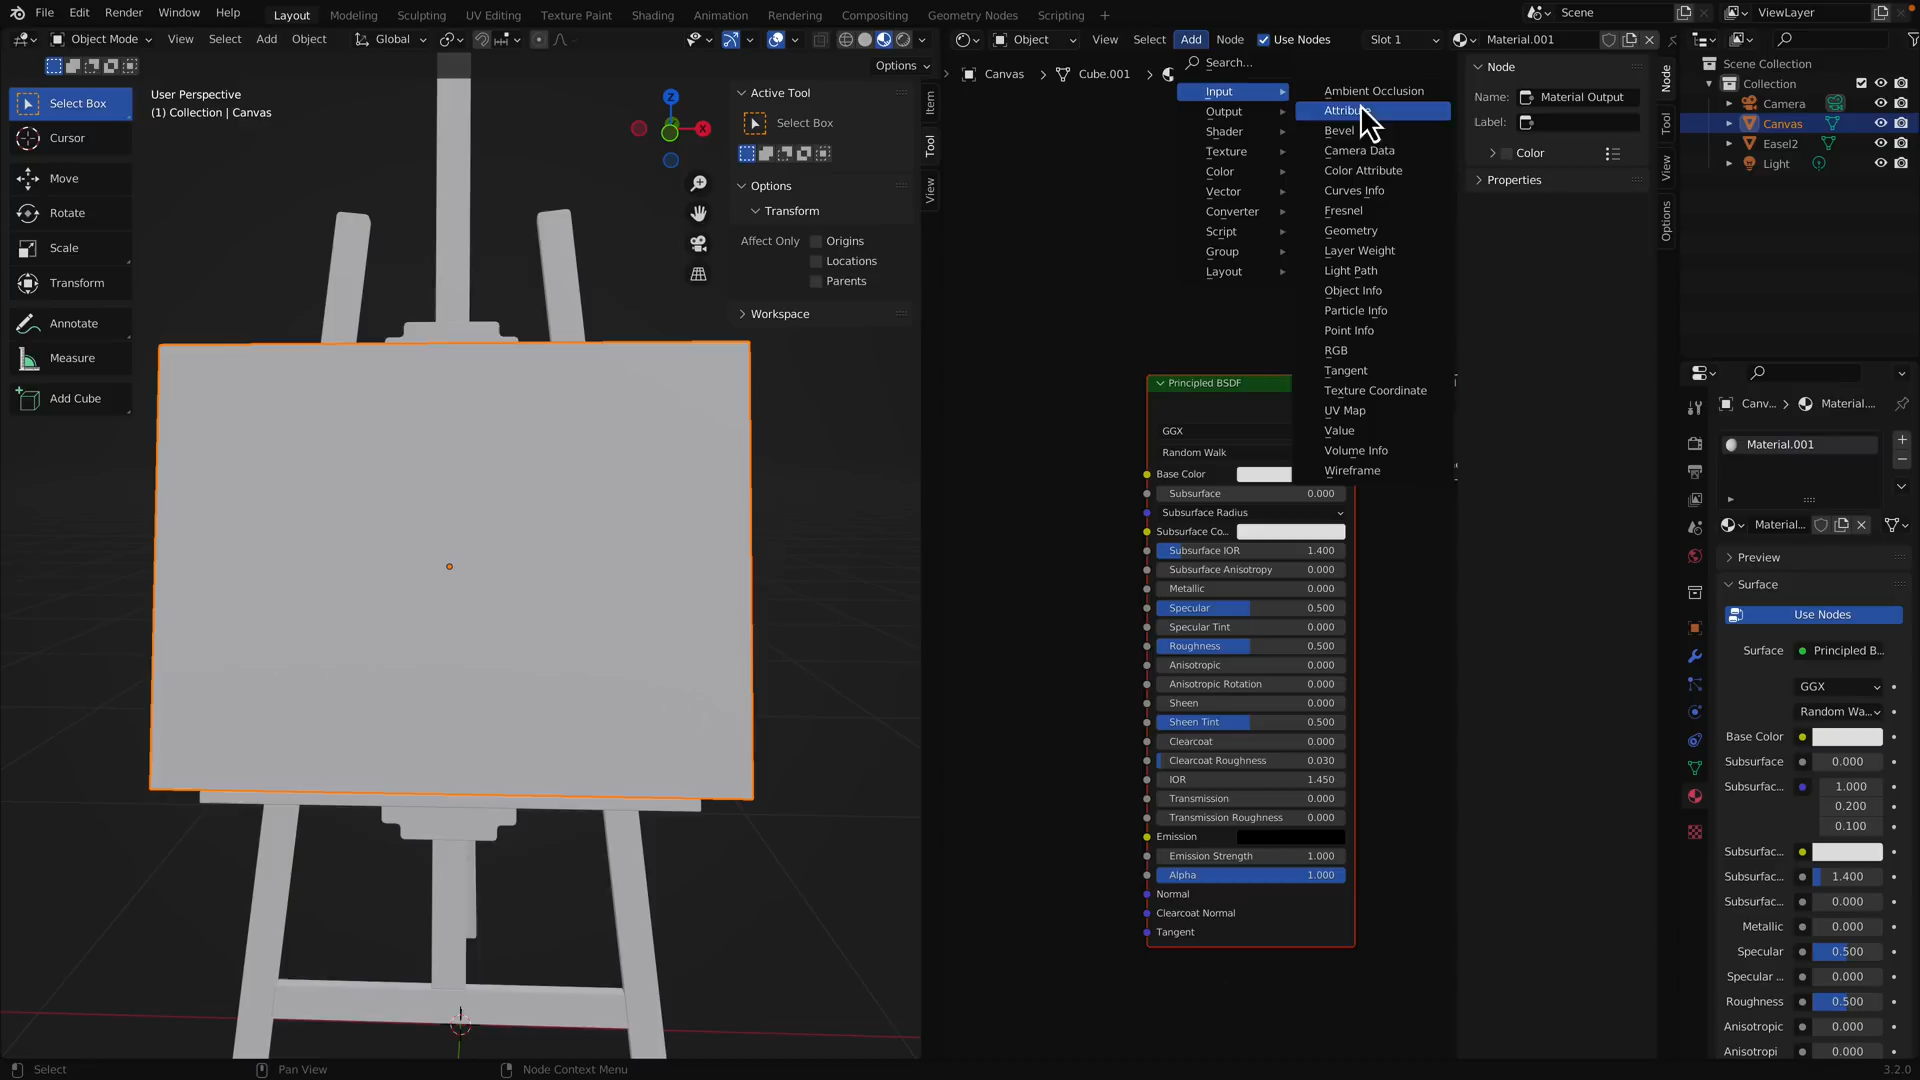 File Edit Render Window Help Layout Modeling Sculpting UV Editing Texture Paint Shading Animation Rendering Compositing Geometry Nodes Scripting + Scene ViewLayer
Object Mode View Select Add Object Global Object View Select Add Node Use Nodes Slot 1 Material.001
Options
User Perspective
(1) Collection | Canvas
Select Box
Cursor
Move
Rotate
Scale
Transform
Annotate
Measure
Add Cube
Z
X
Active Tool
Select Box
Options
Transform
Affect Only Origins
Locations
Parents
Workspace
Item
Tool
View
Canvas > Cube.001 >
Search...
Input
Output
Shader
Texture
Color
Vector
Converter
Script
Group
Layout
Ambient Occlusion
Bevel
Camera Data
Color Attribute
Curves Info
Fresnel
Geometry
Layer Weight
Light Path
Object Info
Particle Info
Point Info
RGB
Tangent
Texture Coordinate
UV Map
Value
Volume Info
Wireframe
Principled BSDF
GGX
Random Walk
Base Color
Subsurface 0.000
Subsurface Radius
Subsurface Co...
Subsurface IOR 1.400
Subsurface Anisotropy 0.000
Metallic 0.000
Specular 0.500
Specular Tint 0.000
Roughness 0.500
Anisotropic 0.000
Anisotropic Rotation 0.000
Sheen 0.000
Sheen Tint 0.500
Clearcoat 0.000
Clearcoat Roughness 0.030
IOR 1.450
Transmission 0.000
Transmission Roughness 0.000
Emission
Emission Strength 1.000
Alpha 1.000
Normal
Clearcoat Normal
Tangent
Node
Name: Material Output
Label:
Color
Properties
Node
Tool
View
Options
Scene Collection
Collection
Camera
Canvas
Easel2
Light
Canv... > Material....
Material.001
Material...
Preview
Surface
Use Nodes
Surface Principled B...
GGX
Random Wa...
Base Color
Subsurface 0.000
Subsurfac... 1.000
0.200
0.100
Subsurfac...
Subsurfac... 1.400
Subsurfac... 0.000
Metallic 0.000
Specular 0.500
Specular ... 0.000
Roughness 0.500
Anisotropic 0.000
Anisotropi 0.000
Select Pan View Node Context Menu 3.2.0